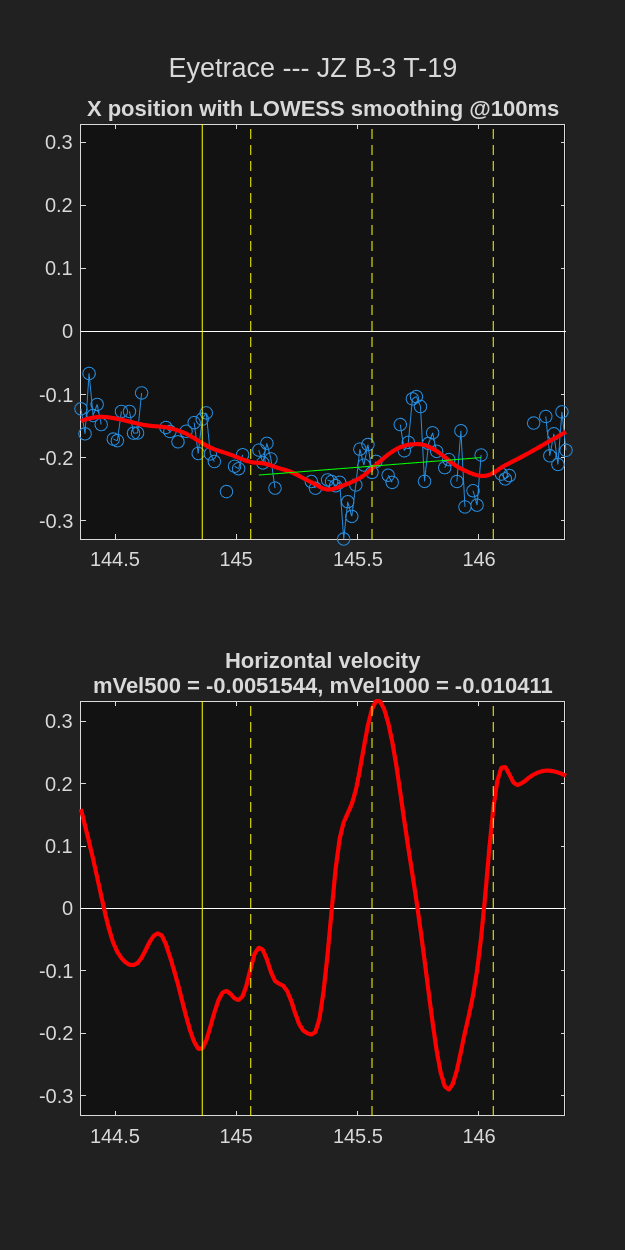 Eyetrace --- JZ B-3 T-19
X position with LOWESS smoothing @100ms
0.3
0.2
0.1
0
-0.1
-0.2
-0.3
144.5 145 145.5 146
Horizontal velocity
mVel500 = -0.0051544, mVel1000 = -0.010411
0.3
0.2
0.1
0
-0.1
-0.2
-0.3
144.5 145 145.5 146